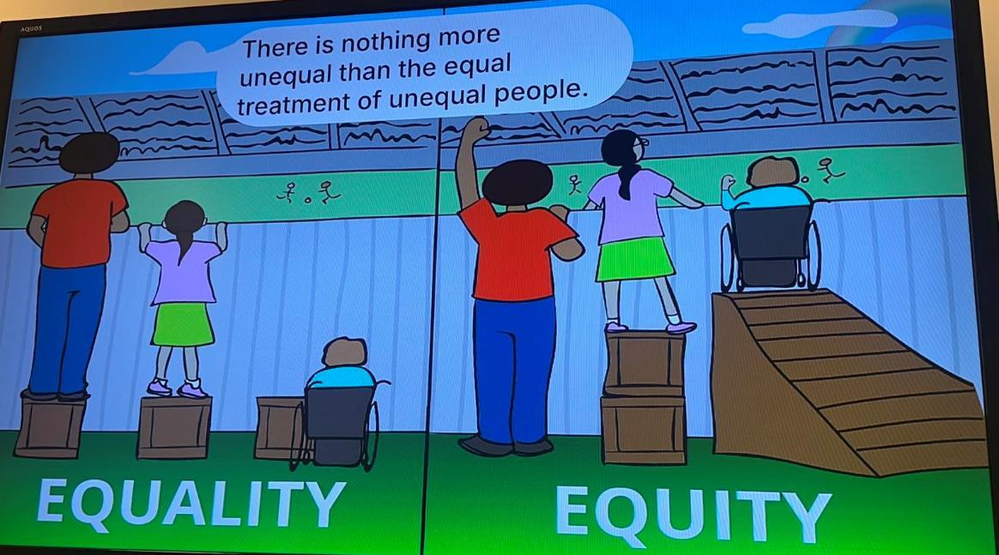 AQUOS
There is nothing more
unequal than the equal
treatment of unequal people.
EQUALITY
EQUITY